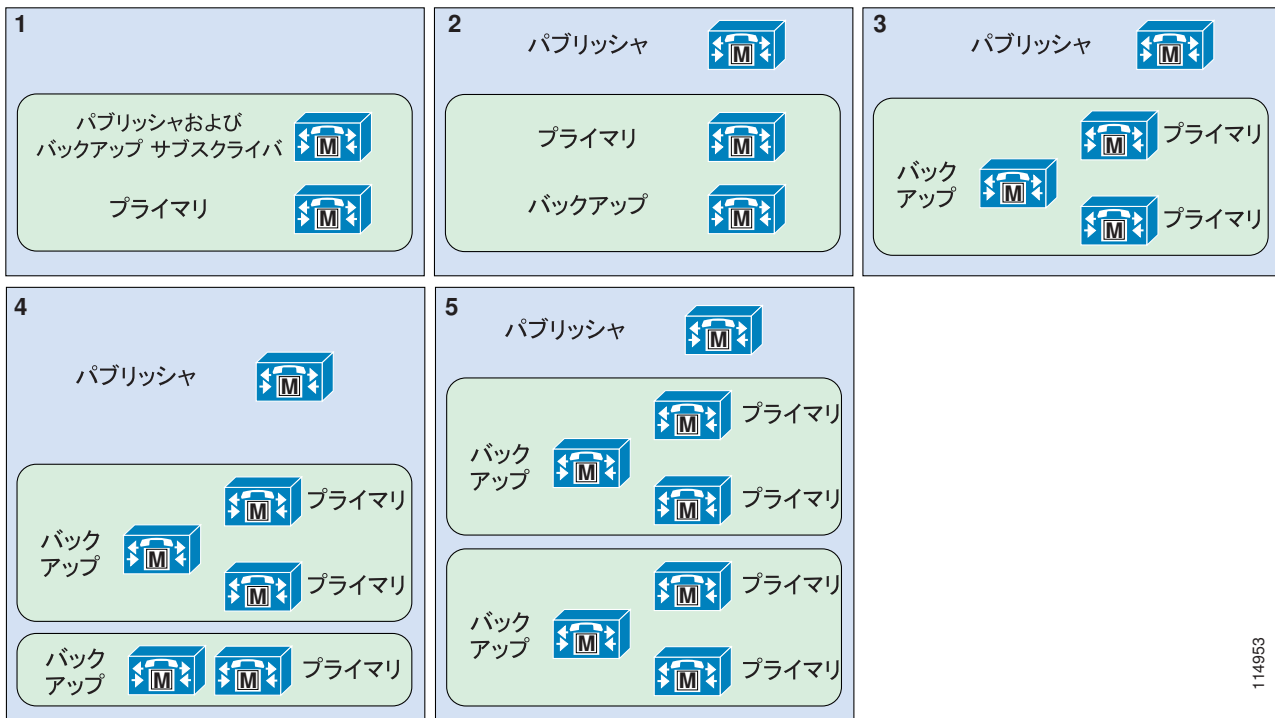 1
パブリッシャおよび
バックアップ サブスクライバ
M
プライマリ
M
2
パブリッシャ
M
プライマリ
M
バックアップ
M
3
パブリッシャ
M
バック
アップ
M
M
プライマリ
M
プライマリ
4
パブリッシャ
M
バック
アップ
M
M
プライマリ
M
プライマリ
バック
アップ
M
M
プライマリ
5
パブリッシャ
M
バック
アップ
M
M
プライマリ
M
プライマリ
バック
アップ
M
M
プライマリ
M
プライマリ
114953